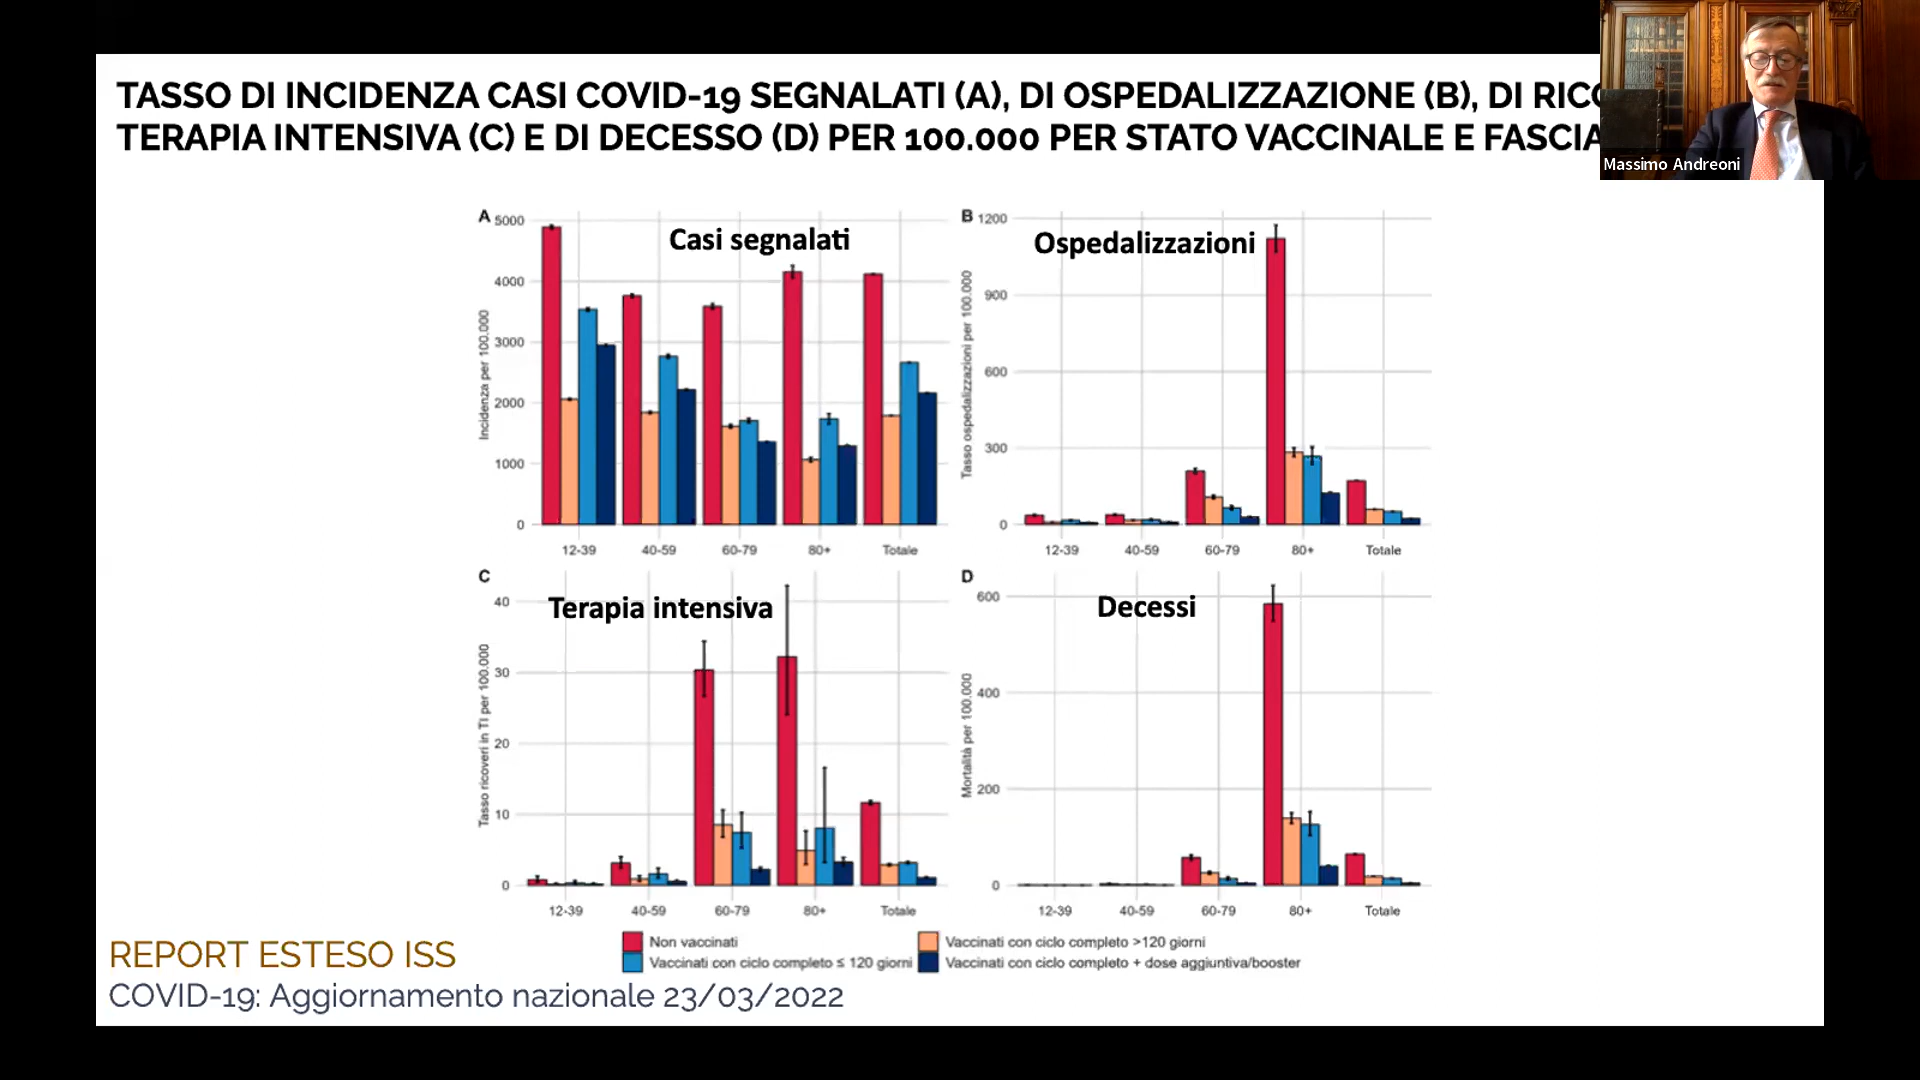 TASSO DI INCIDENZA CASI COVID-19 SEGNALATI (A), DI OSPEDALIZZAZIONE (B), DI RICO
TERAPIA INTENSIVA (C) E DI DECESSO (D) PER 100.000 PER STATO VACCINALE E FASCIA
Massimo Andreoni
A
Casi segnalati
Incidenza per 100.000
5000
4000
3000
2000
1000
0
12-39 40-59 60-79 80+ Totale
B
Ospedalizzazioni
Tasso ospedalizzazioni per 100.000
1200
900
600
300
0
12-39 40-59 60-79 80+ Totale
C
Terapia intensiva
Tasso ricoveri in TI per 100.000
40
30
20
10
0
12-39 40-59 60-79 80+ Totale
D
Decessi
Mortalità per 100.000
600
400
200
0
12-39 40-59 60-79 80+ Totale
Non vaccinati
Vaccinati con ciclo completo >120 giorni
Vaccinati con ciclo completo ≤ 120 giorni
Vaccinati con ciclo completo + dose aggiuntiva/booster
REPORT ESTESO ISS
COVID-19: Aggiornamento nazionale 23/03/2022